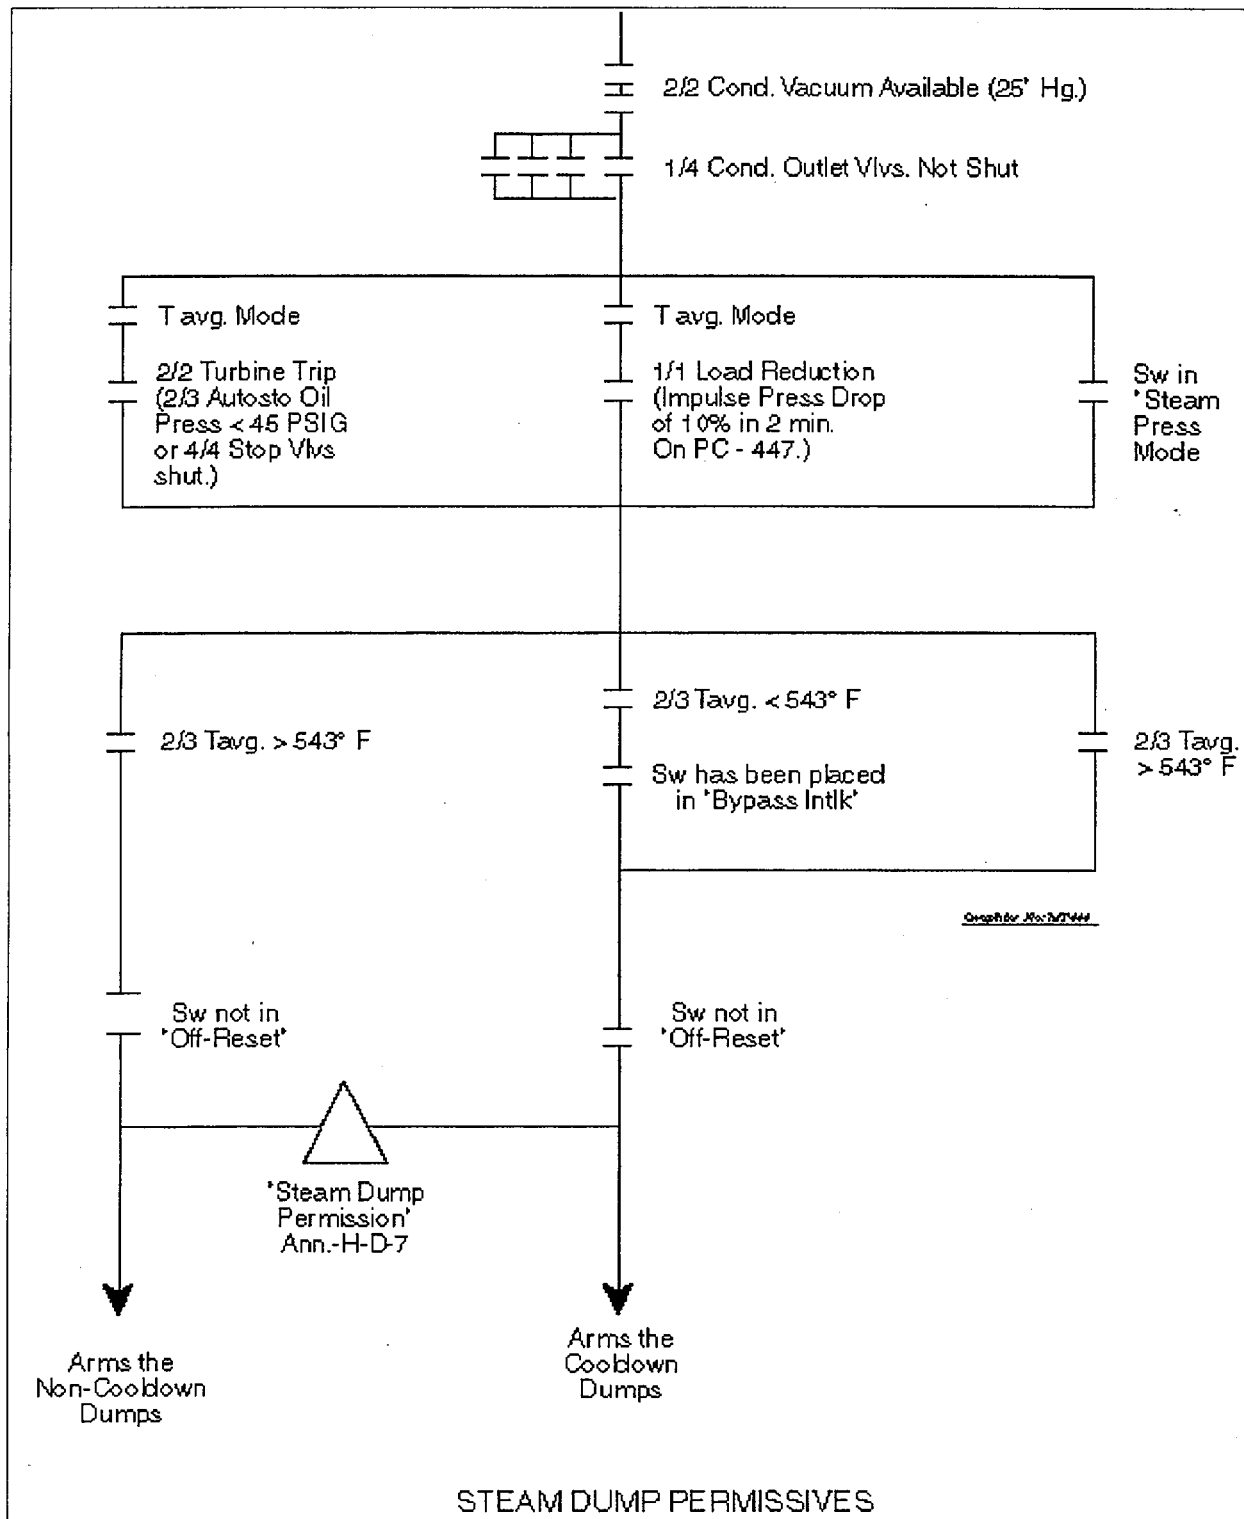 2/2 Cond. Vacuum Available (25" Hg.)
1/4 Cond. Outlet Vlvs. Not Shut
T avg. Mode
2/2 Turbine Trip
(2/3 Autosto Oil
Press < 45 PSIG
or 4/4 Stop Vlvs
shut.)
T avg. Mode
1/1 Load Reduction
(Impulse Press Drop
of 10% in 2 min.
On PC - 447.)
Sw in
"Steam
Press
Mode
2/3 Tavg. > 543° F
2/3 Tavg. < 543° F
Sw has been placed
in "Bypass Intlk"
2/3 Tavg.
> 543° F
Sw not in
"Off-Reset"
Sw not in
"Off-Reset"
"Steam Dump
Permission"
Ann.-H-D-7
Arms the
Non-Cooldown
Dumps
Arms the
Cooldown
Dumps
STEAM DUMP PERMISSIVES